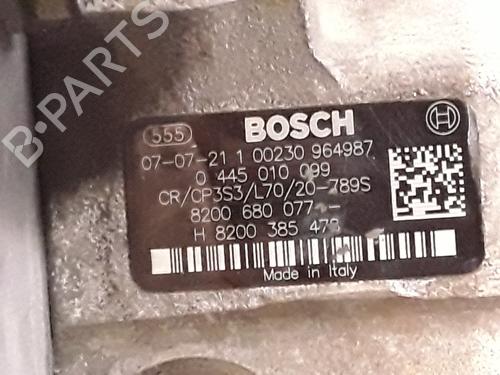 B-PARTS
555 BOSCH
07-07-21 1 00230 964987
0 445 010 099
CR/CP3S3/L70/20-789S
8200 680 077 --
H 8200 385 478
Made in Italy